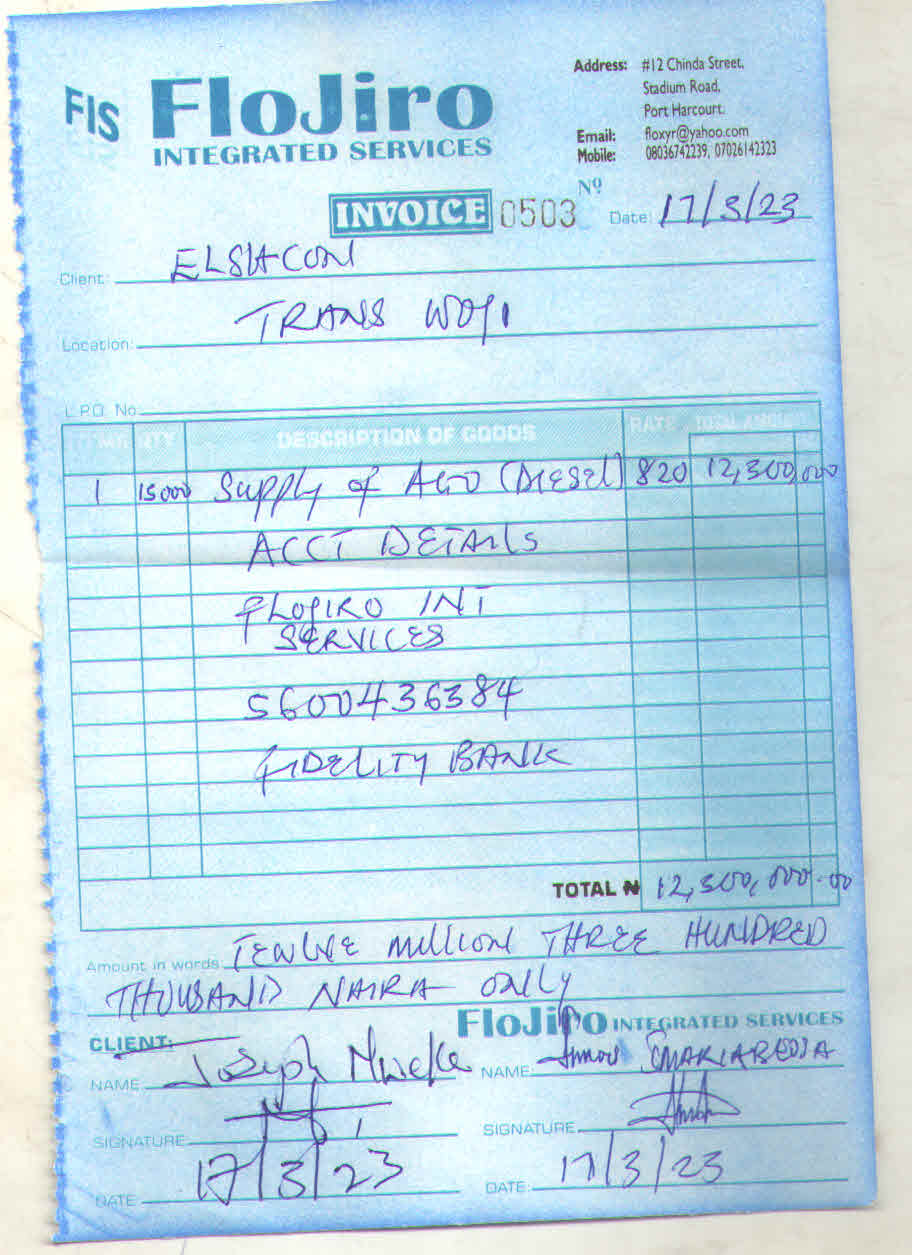 FIS FloJiro
INTEGRATED SERVICES
Address: #12 Chinda Street,
Stadium Road,
Port Harcourt.
Email: floxyr@yahoo.com
Mobile: 08036742239, 07026142323
INVOICE 0503 Nº Date: 17/3/23
Client: ELSHACON
Location: TRANS WOJI
L.P.O. No
QTY DESCRIPTION OF GOODS RATE TOTAL AMOUNT
1 15000 Supply of AGO (Diesel) 820 12,300,000
ACCT DETAILS
FLOJIRO INT
SERVICES
5600436384
FIDELITY BANK
TOTAL ₦ 12,300,000.00
Amount in words: TEWLVE MILLION THREE HUNDRED
THOUSAND NAIRA ONLY
FloJiro INTEGRATED SERVICES
CLIENT:
NAME Joseph NAME:
SIGNATURE SIGNATURE
DATE 17/3/23 DATE: 17/3/23